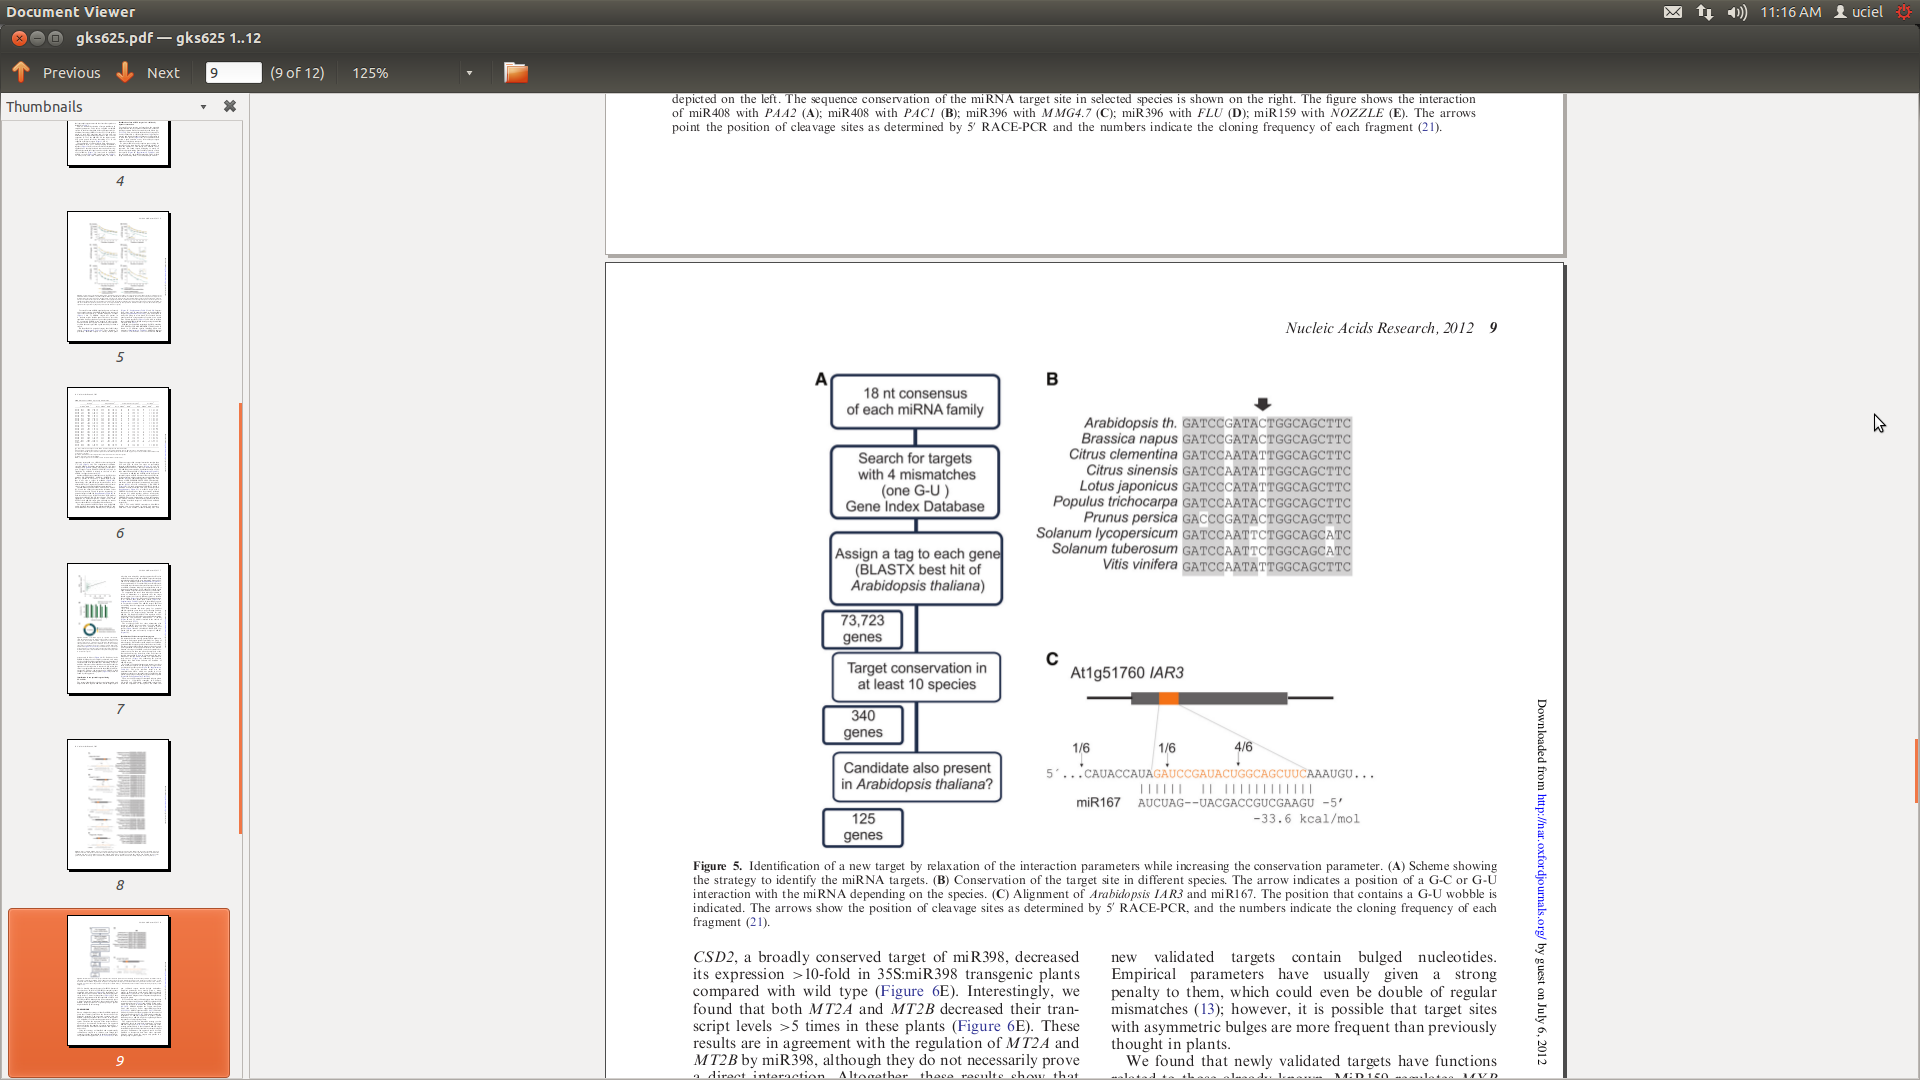 Document Viewer
11:16 AM
uciel
gks625.pdf — gks625 1..12
Previous
Next
9
(9 of 12)
125%
Thumbnails
4
5
6
7
8
9
depicted on the left. The sequence conservation of the miRNA target site in selected species is shown on the right. The figure shows the interaction
of miR408 with PAA2 (A); miR408 with PAC1 (B); miR396 with MMG4.7 (C); miR396 with FLU (D); miR159 with NOZZLE (E). The arrows
point the position of cleavage sites as determined by 5′ RACE-PCR and the numbers indicate the cloning frequency of each fragment (21).
Nucleic Acids Research, 2012 9
A
18 nt consensus
of each miRNA family
Search for targets
with 4 mismatches
(one G-U )
Gene Index Database
Assign a tag to each gene
(BLASTX best hit of
Arabidopsis thaliana)
73,723
genes
Target conservation in
at least 10 species
340
genes
Candidate also present
in Arabidopsis thaliana?
125
genes
B
Arabidopsis th. GATCCGATACTGGCAGCTTC
Brassica napus GATCCGATACTGGCAGCTTC
Citrus clementina GATCCAATATTGGCAGCTTC
Citrus sinensis GATCCAATATTGGCAGCTTC
Lotus japonicus GATCCCATATTGGCAGCTTC
Populus trichocarpa GATCCAATACTGGCAGCTTC
Prunus persica GACCCGATACTGGCAGCTTC
Solanum lycopersicum GATCCAATTCTGGCAGCATC
Solanum tuberosum GATCCAATTCTGGCAGCATC
Vitis vinifera GATCCAATATTGGCAGCTTC
C
At1g51760 IAR3
1/6 1/6 4/6
5´...CAUACCAUAGAUCCGAUACUGGCAGCUUCAAAUGU...
miR167 AUCUAG--UACGACCGUCGAAGU -5′
-33.6 kcal/mol
Figure 5. Identification of a new target by relaxation of the interaction parameters while increasing the conservation parameter. (A) Scheme showing
the strategy to identify the miRNA targets. (B) Conservation of the target site in different species. The arrow indicates a position of a G-C or G-U
interaction with the miRNA depending on the species. (C) Alignment of Arabidopsis IAR3 and miR167. The position that contains a G-U wobble is
indicated. The arrows show the position of cleavage sites as determined by 5′ RACE-PCR, and the numbers indicate the cloning frequency of each
fragment (21).
CSD2, a broadly conserved target of miR398, decreased
its expression >10-fold in 35S:miR398 transgenic plants
compared with wild type (Figure 6E). Interestingly, we
found that both MT2A and MT2B decreased their tran-
script levels >5 times in these plants (Figure 6E). These
results are in agreement with the regulation of MT2A and
MT2B by miR398, although they do not necessarily prove
a direct interaction. Altogether, these results show that
new validated targets contain bulged nucleotides.
Empirical parameters have usually given a strong
penalty to them, which could even be double of regular
mismatches (13); however, it is possible that target sites
with asymmetric bulges are more frequent than previously
thought in plants.
We found that newly validated targets have functions
related to those already known. MiR159 regulates MYB
Downloaded from http://nar.oxfordjournals.org/ by guest on July 6, 2012